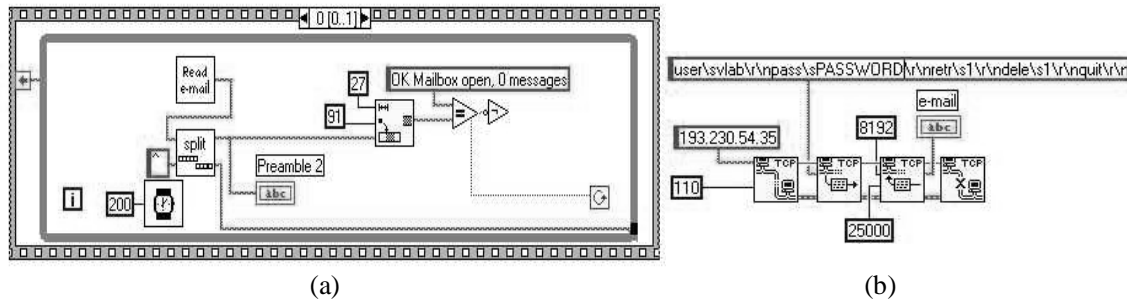 0 [0..1]
Read
e-mail
27
OK Mailbox open, 0 messages
91
=
split
^
Preamble 2
abc
i
200
user\svlab\r\npass\sPASSWORD\r\nretr\s1\r\ndele\s1\r\nquit\r\n
e-mail
abc
8192
193.230.54.35
TCP
TCP
TCP
TCP
110
25000
(a)
(b)